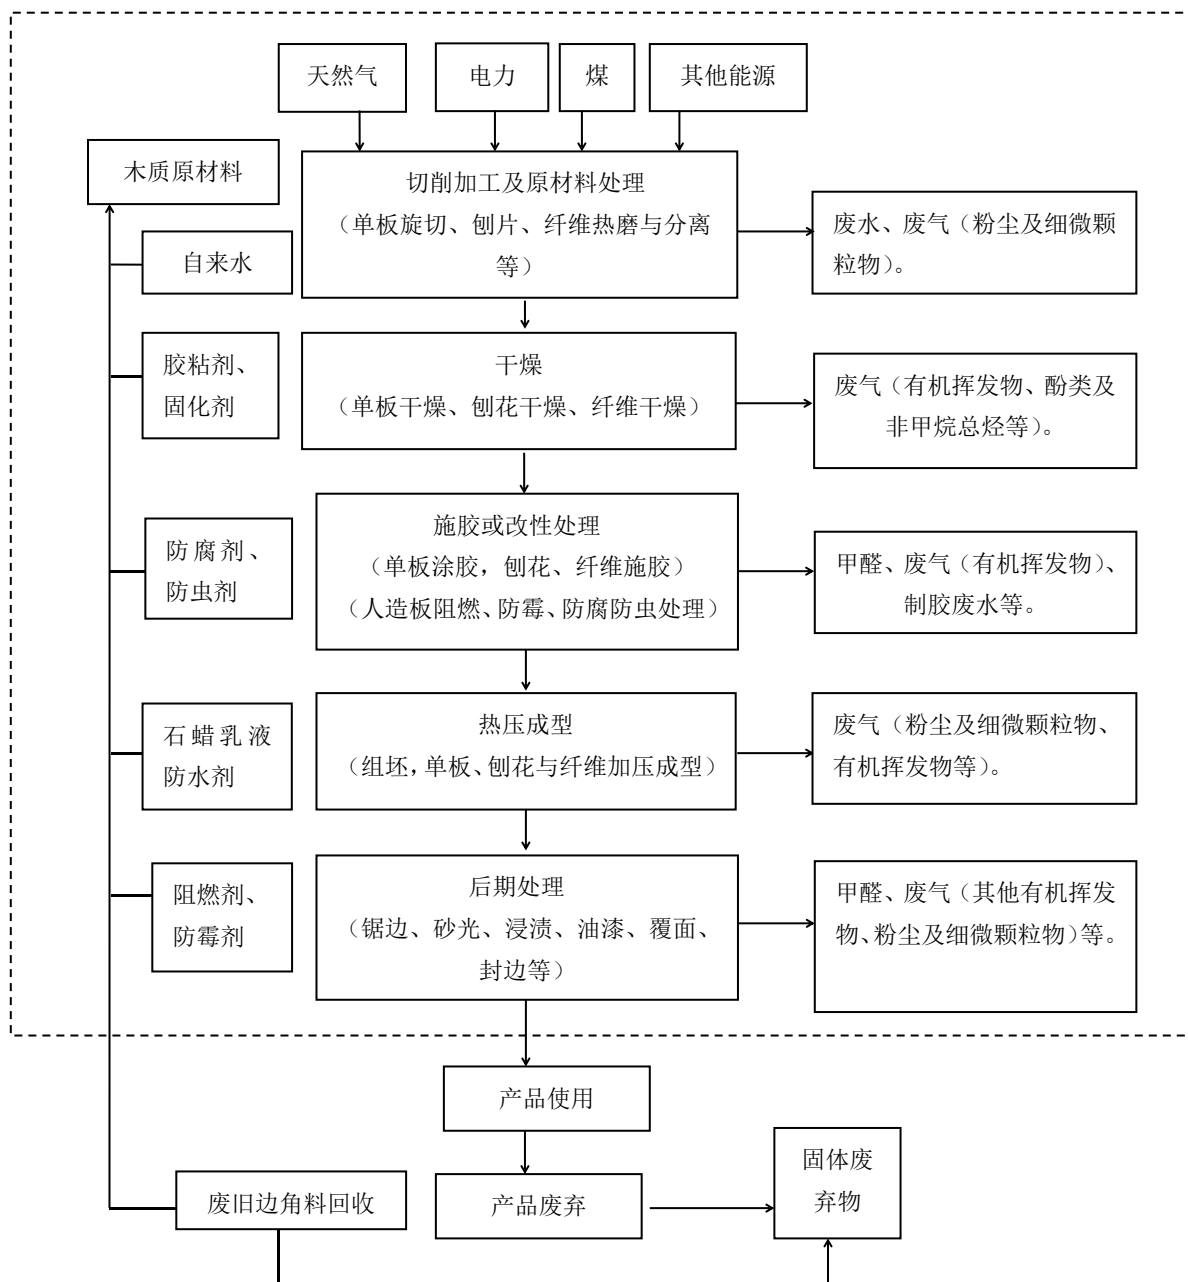 天然气
电力
煤
其他能源
木质原材料
切削加工及原材料处理
（单板旋切、刨片、纤维热磨与分离
等）
废水、废气（粉尘及细微颗
粒物）。
自来水
胶粘剂、
固化剂
干燥
（单板干燥、刨花干燥、纤维干燥）
废气（有机挥发物、酚类及
非甲烷总烃等）。
防腐剂、
防虫剂
施胶或改性处理
（单板涂胶，刨花、纤维施胶）
（人造板阻燃、防霉、防腐防虫处理）
甲醛、废气（有机挥发物）、
制胶废水等。
石蜡乳液
防水剂
热压成型
（组坯，单板、刨花与纤维加压成型）
废气（粉尘及细微颗粒物、
有机挥发物等）。
阻燃剂、
防霉剂
后期处理
（锯边、砂光、浸渍、油漆、覆面、
封边等）
甲醛、废气（其他有机挥发
物、粉尘及细微颗粒物）等。
产品使用
产品废弃
固体废
弃物
废旧边角料回收